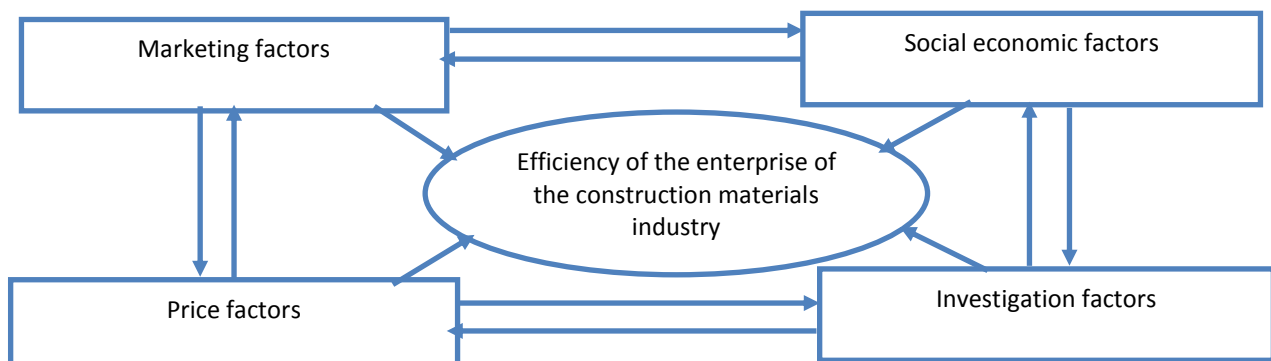 Marketing factors
Social economic factors
Efficiency of the enterprise of
the construction materials
industry
Price factors
Investigation factors